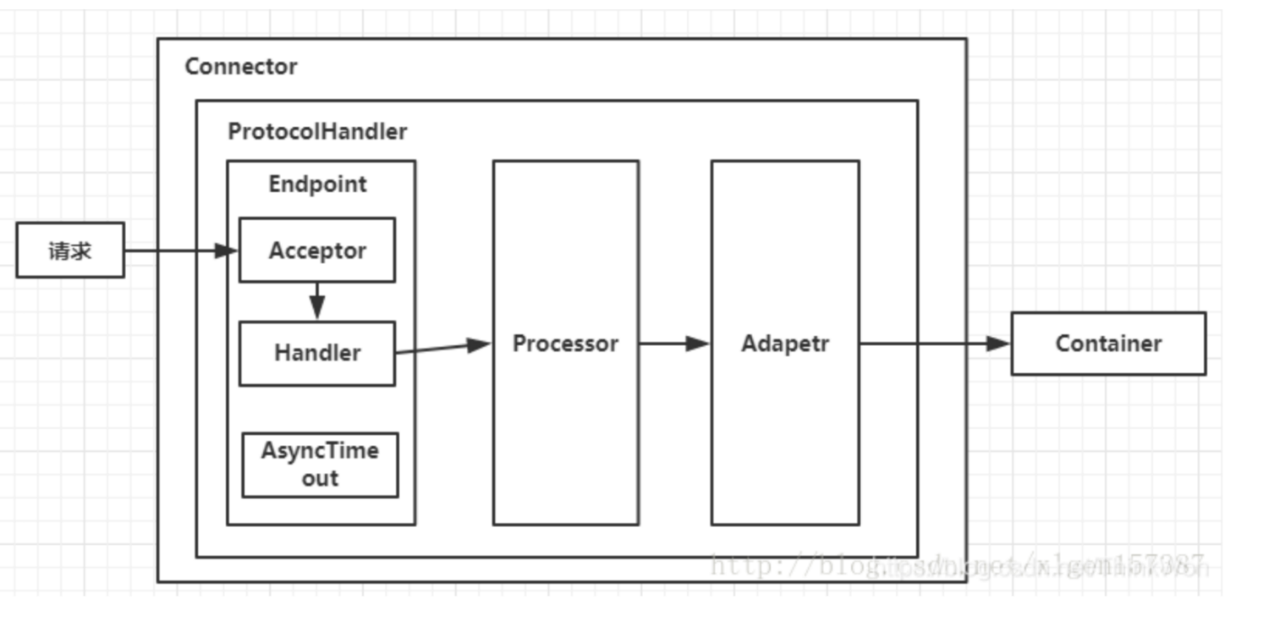 Connector
ProtocolHandler
Endpoint
请求
Acceptor
Handler
AsyncTime
out
Processor
Adapetr
Container